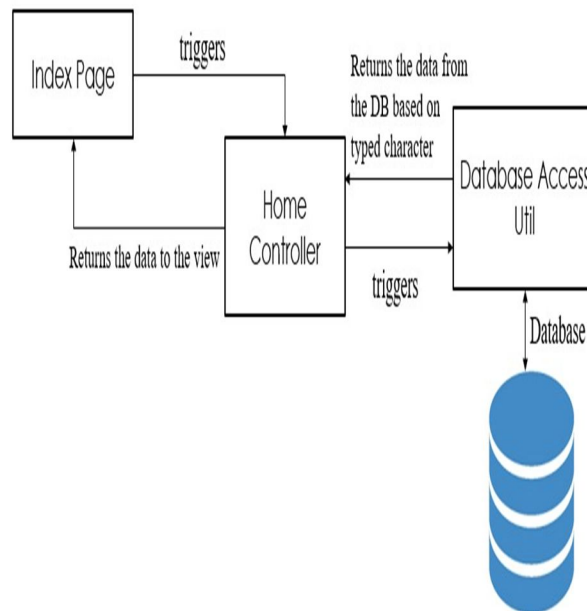 triggers
Index Page
Returns the data from
the DB based on
typed character
Home
Controller
Database Access
Util
Returns the data to the view
triggers
Database